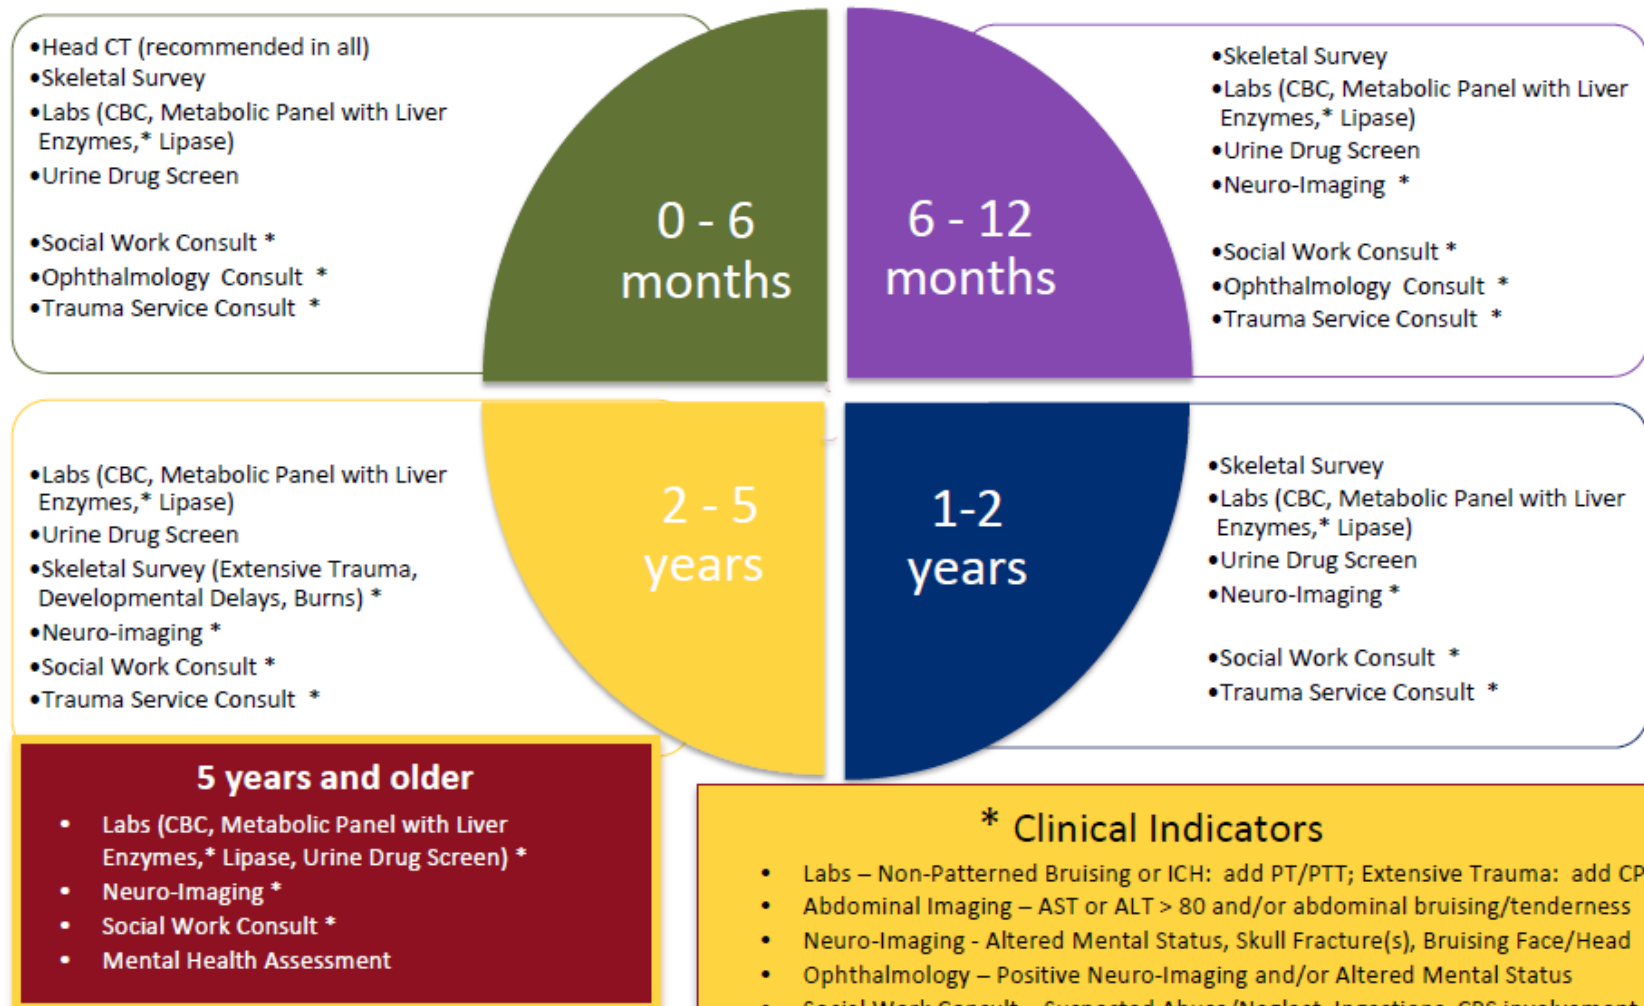 •Head CT (recommended in all)
•Skeletal Survey
•Labs (CBC, Metabolic Panel with Liver
Enzymes,* Lipase)
•Urine Drug Screen
•Social Work Consult *
•Ophthalmology Consult *
•Trauma Service Consult *
0 - 6
months
6 - 12
months
•Skeletal Survey
•Labs (CBC, Metabolic Panel with Liver
Enzymes,* Lipase)
•Urine Drug Screen
•Neuro-Imaging *
•Social Work Consult *
•Ophthalmology Consult *
•Trauma Service Consult *
•Labs (CBC, Metabolic Panel with Liver
Enzymes,* Lipase)
•Urine Drug Screen
•Skeletal Survey (Extensive Trauma,
Developmental Delays, Burns) *
•Neuro-imaging *
•Social Work Consult *
•Trauma Service Consult *
2 - 5
years
1-2
years
•Skeletal Survey
•Labs (CBC, Metabolic Panel with Liver
Enzymes,* Lipase)
•Urine Drug Screen
•Neuro-Imaging *
•Social Work Consult *
•Trauma Service Consult *
5 years and older
• Labs (CBC, Metabolic Panel with Liver
Enzymes,* Lipase, Urine Drug Screen) *
• Neuro-Imaging *
• Social Work Consult *
• Mental Health Assessment
* Clinical Indicators
• Labs – Non-Patterned Bruising or ICH: add PT/PTT; Extensive Trauma: add CP
• Abdominal Imaging – AST or ALT > 80 and/or abdominal bruising/tenderness
• Neuro-Imaging - Altered Mental Status, Skull Fracture(s), Bruising Face/Head
• Ophthalmology – Positive Neuro-Imaging and/or Altered Mental Status
• Social Work Consult – Suspected Abuse/Neglect, Ingestions, CPS involvement